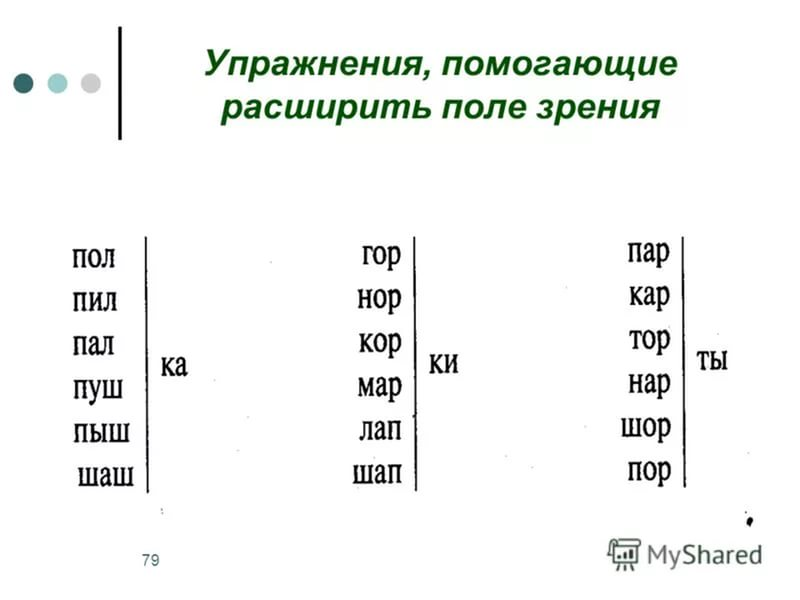 Упражнения, помогающие
расширить поле зрения
пол
пил
пал
пуш
пыш
шаш
ка
гор
нор
кор
мар
лап
шап
ки
пар
кар
тор
нар
шор
пор
ты
79
MyShared